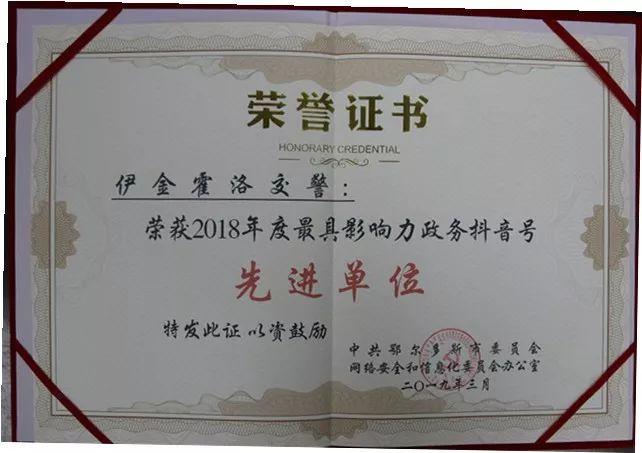 荣誉证书
HONORARY CREDENTIAL
伊金霍洛交警:
荣获2018年度最具影响力政务抖音号
先进单位
特发此证 以资鼓励
中共鄂尔多斯市委员会
网络安全和信息化委员会办公室
二〇一九年三月